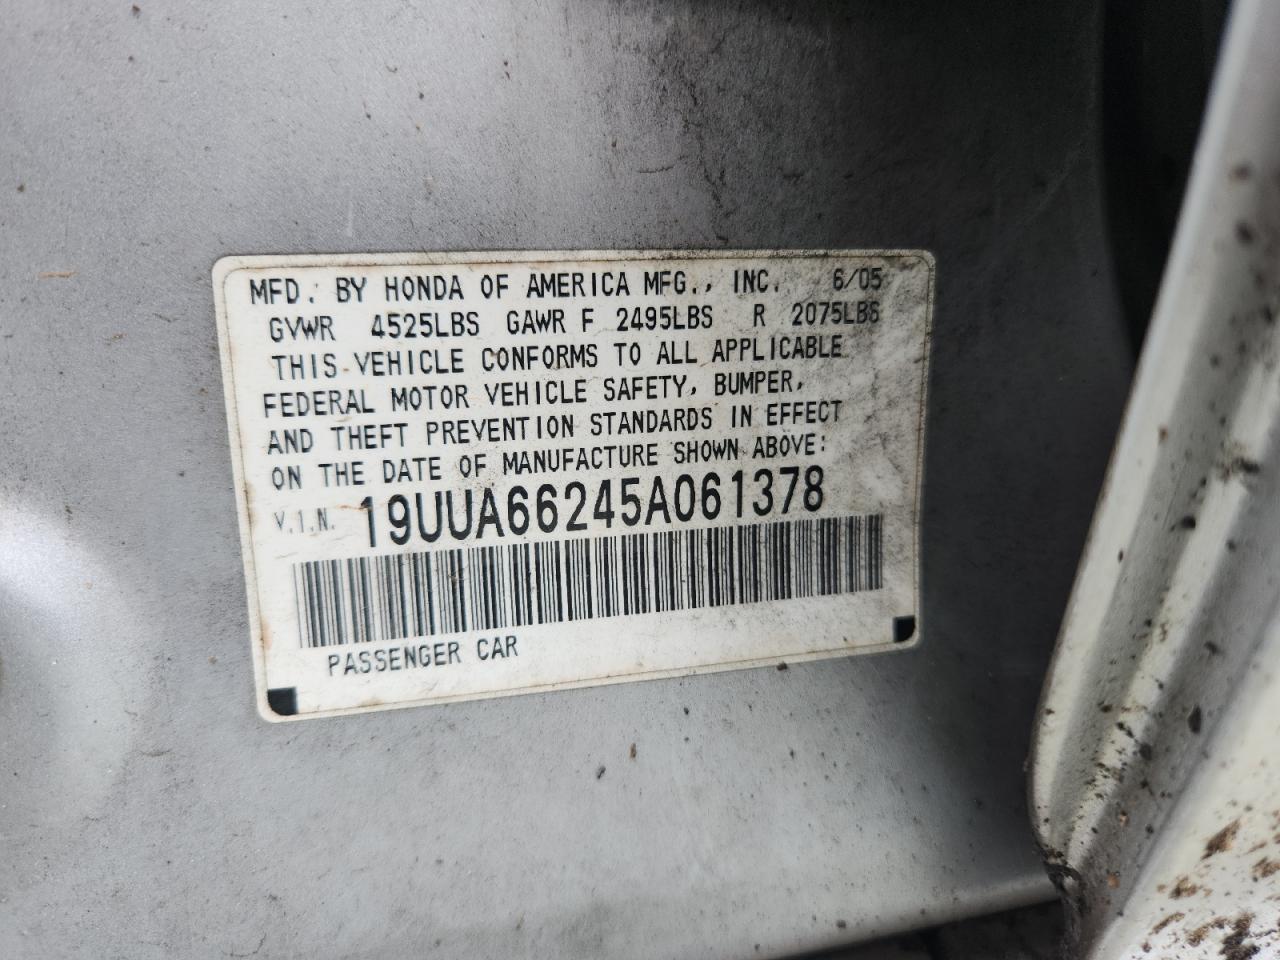 MFD. BY HONDA OF AMERICA MFG., INC. 6/05
GVWR 4525LBS GAWR F 2495LBS R 2075LBS
THIS VEHICLE CONFORMS TO ALL APPLICABLE
FEDERAL MOTOR VEHICLE SAFETY, BUMPER,
AND THEFT PREVENTION STANDARDS IN EFFECT
ON THE DATE OF MANUFACTURE SHOWN ABOVE:
V.I.N. 19UUA66245A061378
PASSENGER CAR